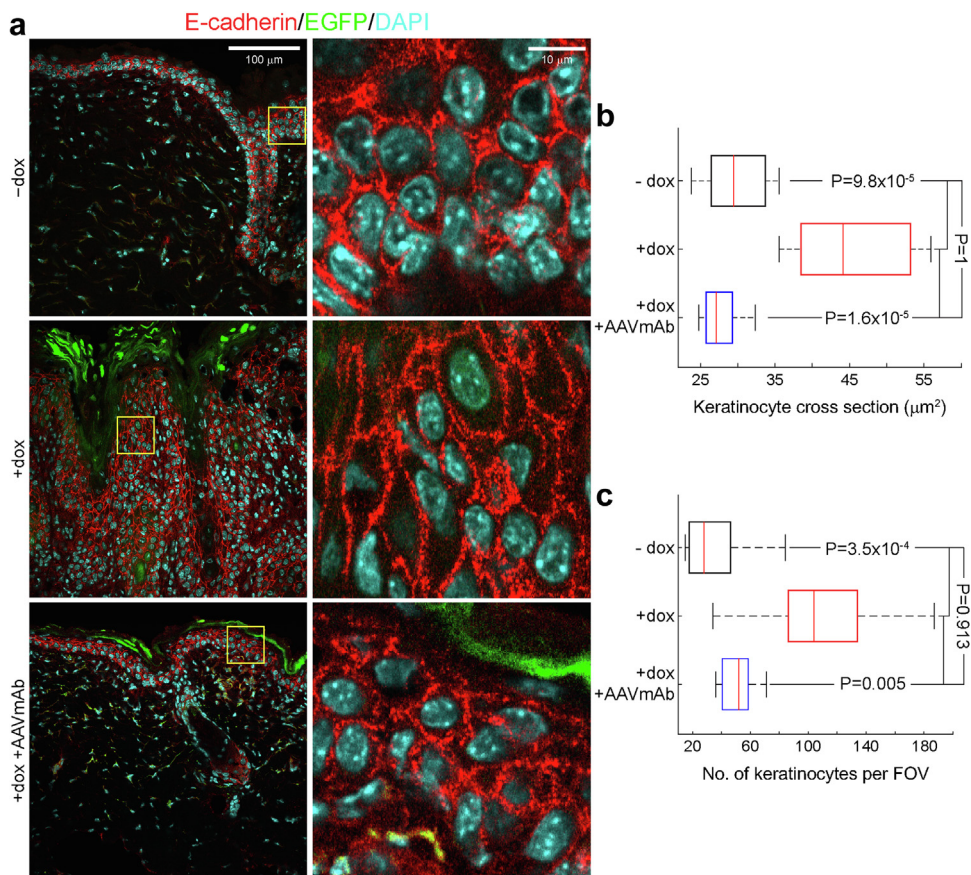 a
E-cadherin/EGFP/DAPI
100 μm
10 μm
−dox
+dox
+dox +AAVmAb
b
- dox
+dox
+dox
+AAVmAb
P=9.8x10-5
P=1.6x10-5
P=1
25 35 45 55
Keratinocyte cross section (μm2)
c
- dox
+dox
+dox
+AAVmAb
P=3.5x10-4
P=0.005
P=0.913
20 60 100 140 180
No. of keratinocytes per FOV